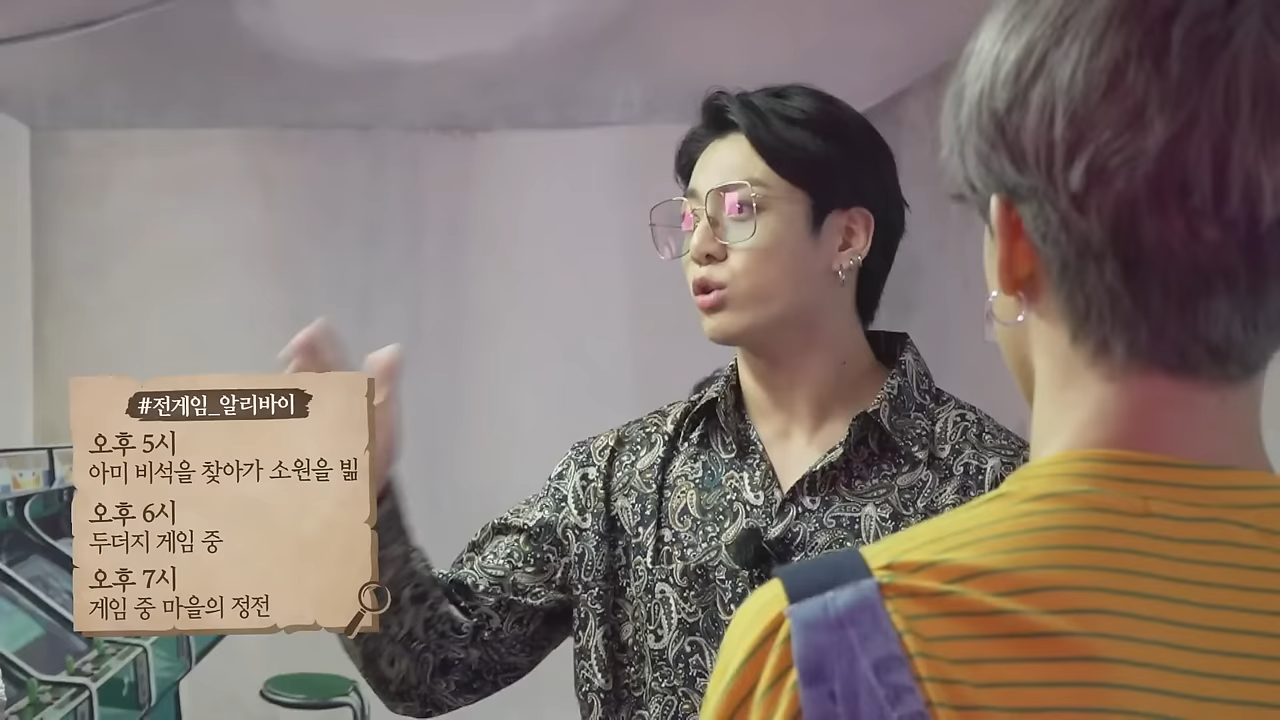 #전게임_알리바이
오후 5시
아미 비석을 찾아가 소원을 빎
오후 6시
두더지 게임 중
오후 7시
게임 중 마을의 정전